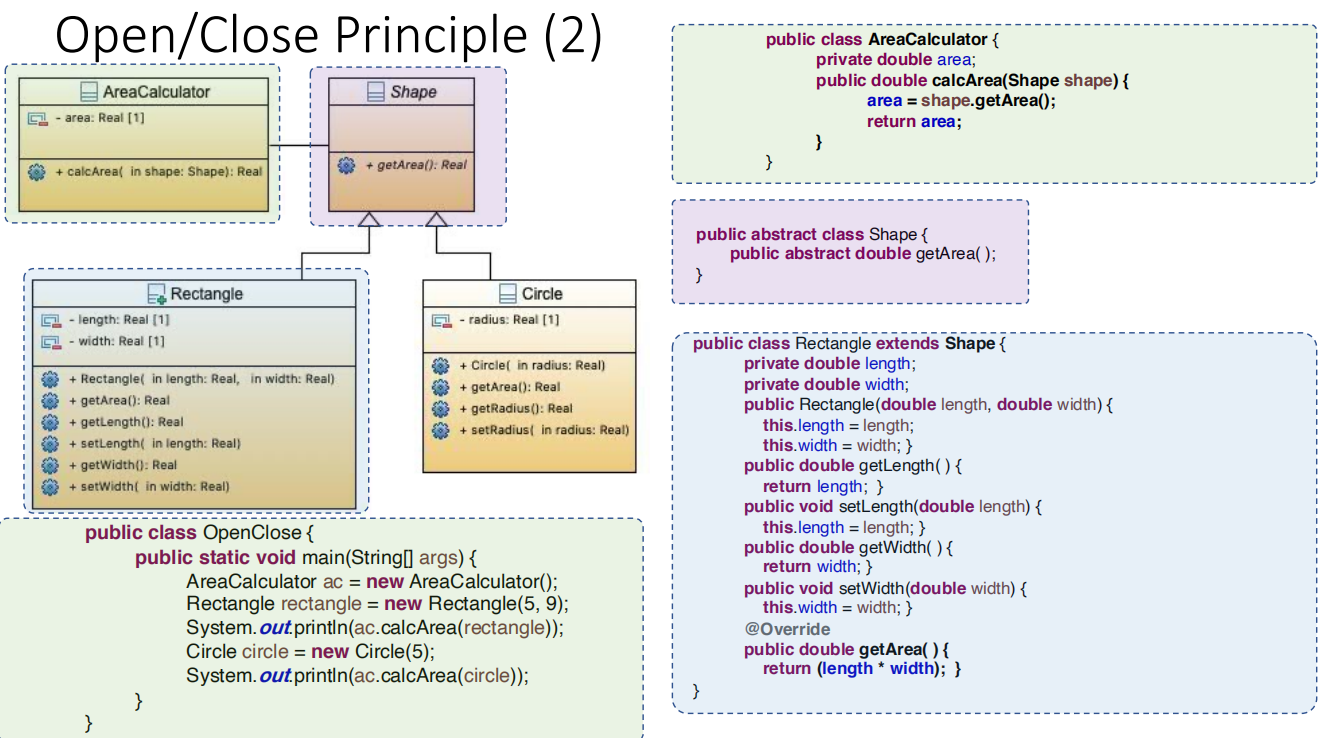 Open/Close Principle (2)
AreaCalculator
- area: Real [1]
+ calcArea( in shape: Shape): Real
Shape
+ getArea(): Real
Rectangle
- length: Real [1]
- width: Real [1]
+ Rectangle( in length: Real, in width: Real)
+ getArea(): Real
+ getLength(): Real
+ setLength( in length: Real)
+ getWidth(): Real
+ setWidth( in width: Real)
Circle
- radius: Real [1]
+ Circle( in radius: Real)
+ getArea(): Real
+ getRadius(): Real
+ setRadius( in radius: Real)
public class OpenClose {
public static void main(String[] args) {
AreaCalculator ac = new AreaCalculator();
Rectangle rectangle = new Rectangle(5, 9);
System.out.println(ac.calcArea(rectangle));
Circle circle = new Circle(5);
System.out.println(ac.calcArea(circle));
}
}
public class AreaCalculator {
private double area;
public double calcArea(Shape shape) {
area = shape.getArea();
return area;
}
}
public abstract class Shape {
public abstract double getArea( );
}
public class Rectangle extends Shape {
private double length;
private double width;
public Rectangle(double length, double width) {
this.length = length;
this.width = width; }
public double getLength( ) {
return length; }
public void setLength(double length) {
this.length = length; }
public double getWidth( ) {
return width; }
public void setWidth(double width) {
this.width = width; }
@Override
public double getArea( ) {
return (length * width); }
}